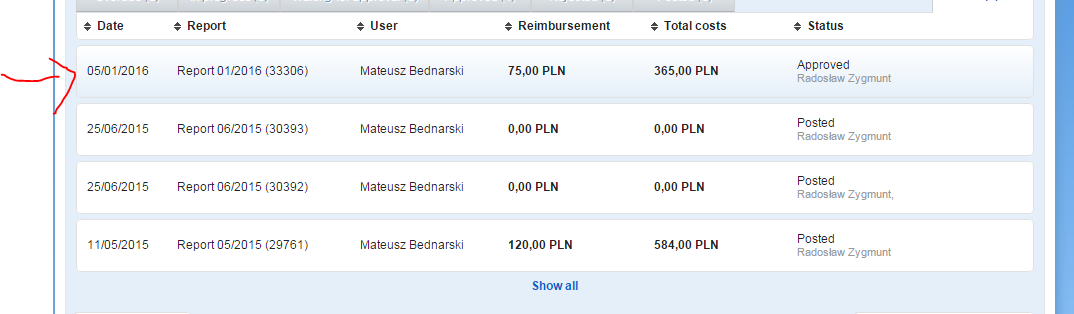 Date Report User Reimbursement Total costs Status
05/01/2016 Report 01/2016 (33306) Mateusz Bednarski 75,00 PLN 365,00 PLN Approved
Radosław Zygmunt
25/06/2015 Report 06/2015 (30393) Mateusz Bednarski 0,00 PLN 0,00 PLN Posted
Radosław Zygmunt
25/06/2015 Report 06/2015 (30392) Mateusz Bednarski 0,00 PLN 0,00 PLN Posted
Radosław Zygmunt,
11/05/2015 Report 05/2015 (29761) Mateusz Bednarski 120,00 PLN 584,00 PLN Posted
Radosław Zygmunt
Show all